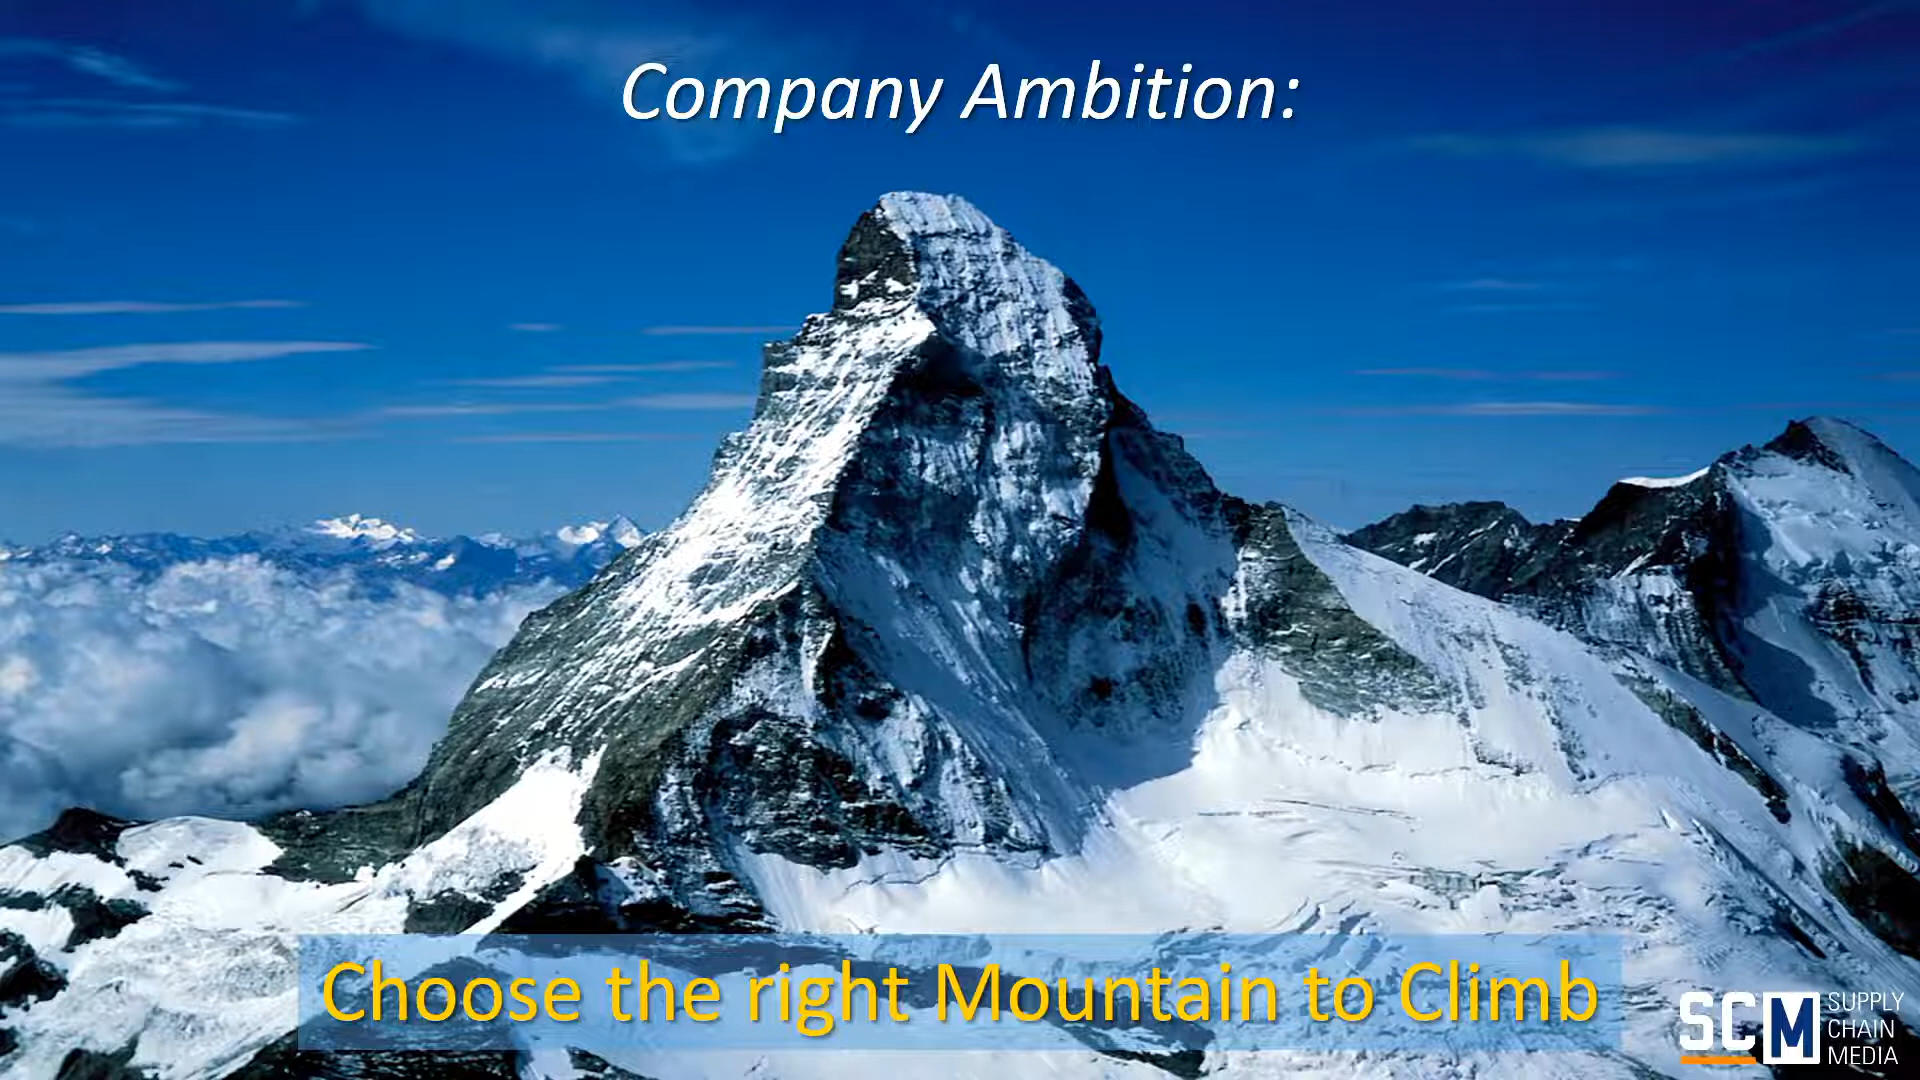 Company Ambition:
Choose the right Mountain to Climb
SCM
SUPPLY
CHAIN
MEDIA